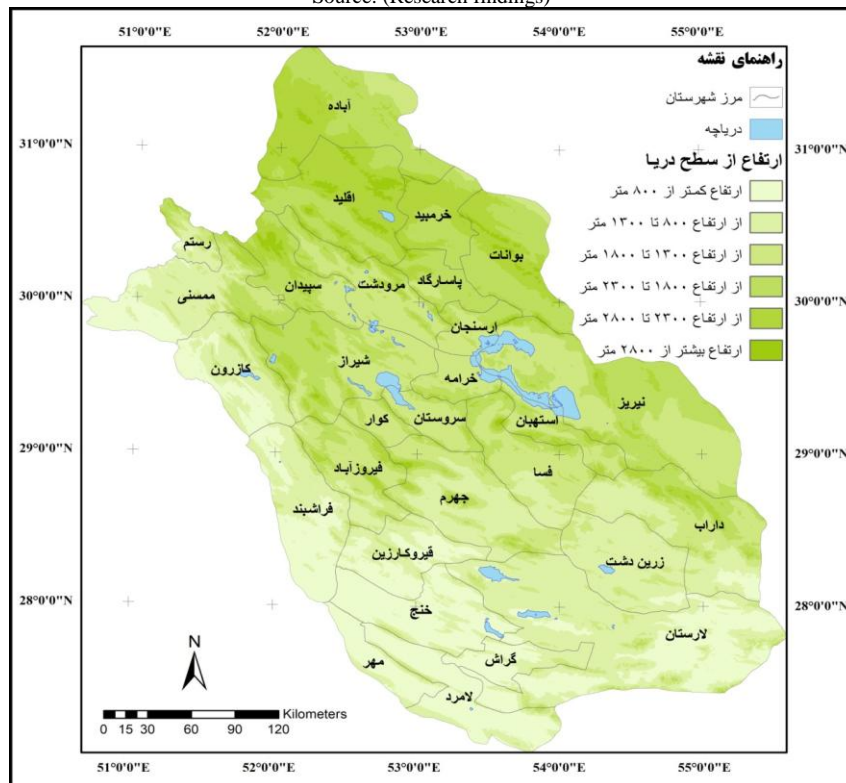 Source: (Research findings)
51°0'0"E 52°0'0"E 53°0'0"E 54°0'0"E 55°0'0"E
راهنمای نقشه
مرز شهرستان
دریاچه
ارتفاع از سطح دریا
ارتفاع کمتر از ۸۰۰ متر
از ارتفاع ۸۰۰ تا ۱۳۰۰ متر
از ارتفاع ۱۳۰۰ تا ۱۸۰۰ متر
از ارتفاع ۱۸۰۰ تا ۲۳۰۰ متر
از ارتفاع ۲۳۰۰ تا ۲۸۰۰ متر
ارتفاع بیشتر از ۲۸۰۰ متر
31°0'0"N 31°0'0"N
30°0'0"N 30°0'0"N
29°0'0"N 29°0'0"N
28°0'0"N 28°0'0"N
آباده
اقلید
خرمبید
بوانات
رستم
پاسارگاد
سپیدان
مرودشت
ممسنی
ارسنجان
شیراز
خرامه
کازرون
نیریز
استهبان
سروستان
کوار
فسا
فیروزآباد
جهرم
فراشبند
داراب
قیروکارزین
زرین دشت
خنج
لارستان
گراش
مهر
لامرد
N
Kilometers
0 15 30 60 90 120
51°0'0"E 52°0'0"E 53°0'0"E 54°0'0"E 55°0'0"E